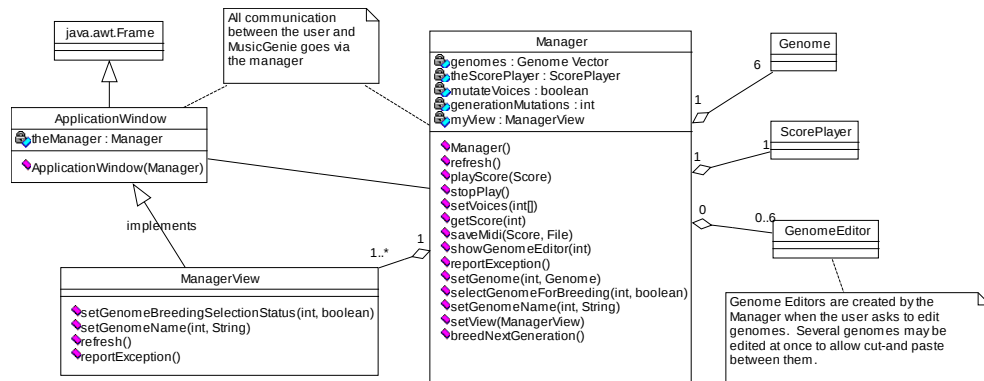 java.awt.Frame
All communication
between the user and
MusicGenie goes via
the manager
ApplicationWindow
theManager : Manager
ApplicationWindow(Manager)
implements
ManagerView
setGenomeBreedingSelectionStatus(int, boolean)
setGenomeName(int, String)
refresh()
reportException()
1..*
1
Manager
genomes : Genome Vector
theScorePlayer : ScorePlayer
mutateVoices : boolean
generationMutations : int
myView : ManagerView
Manager()
refresh()
playScore(Score)
stopPlay()
setVoices(int[])
getScore(int)
saveMidi(Score, File)
showGenomeEditor(int)
reportException()
setGenome(int, Genome)
selectGenomeForBreeding(int, boolean)
setGenomeName(int, String)
setView(ManagerView)
breedNextGeneration()
Genome
6
1
ScorePlayer
1
1
GenomeEditor
0
0..6
Genome Editors are created by the
Manager when the user asks to edit
genomes. Several genomes may be
edited at once to allow cut-and paste
between them.